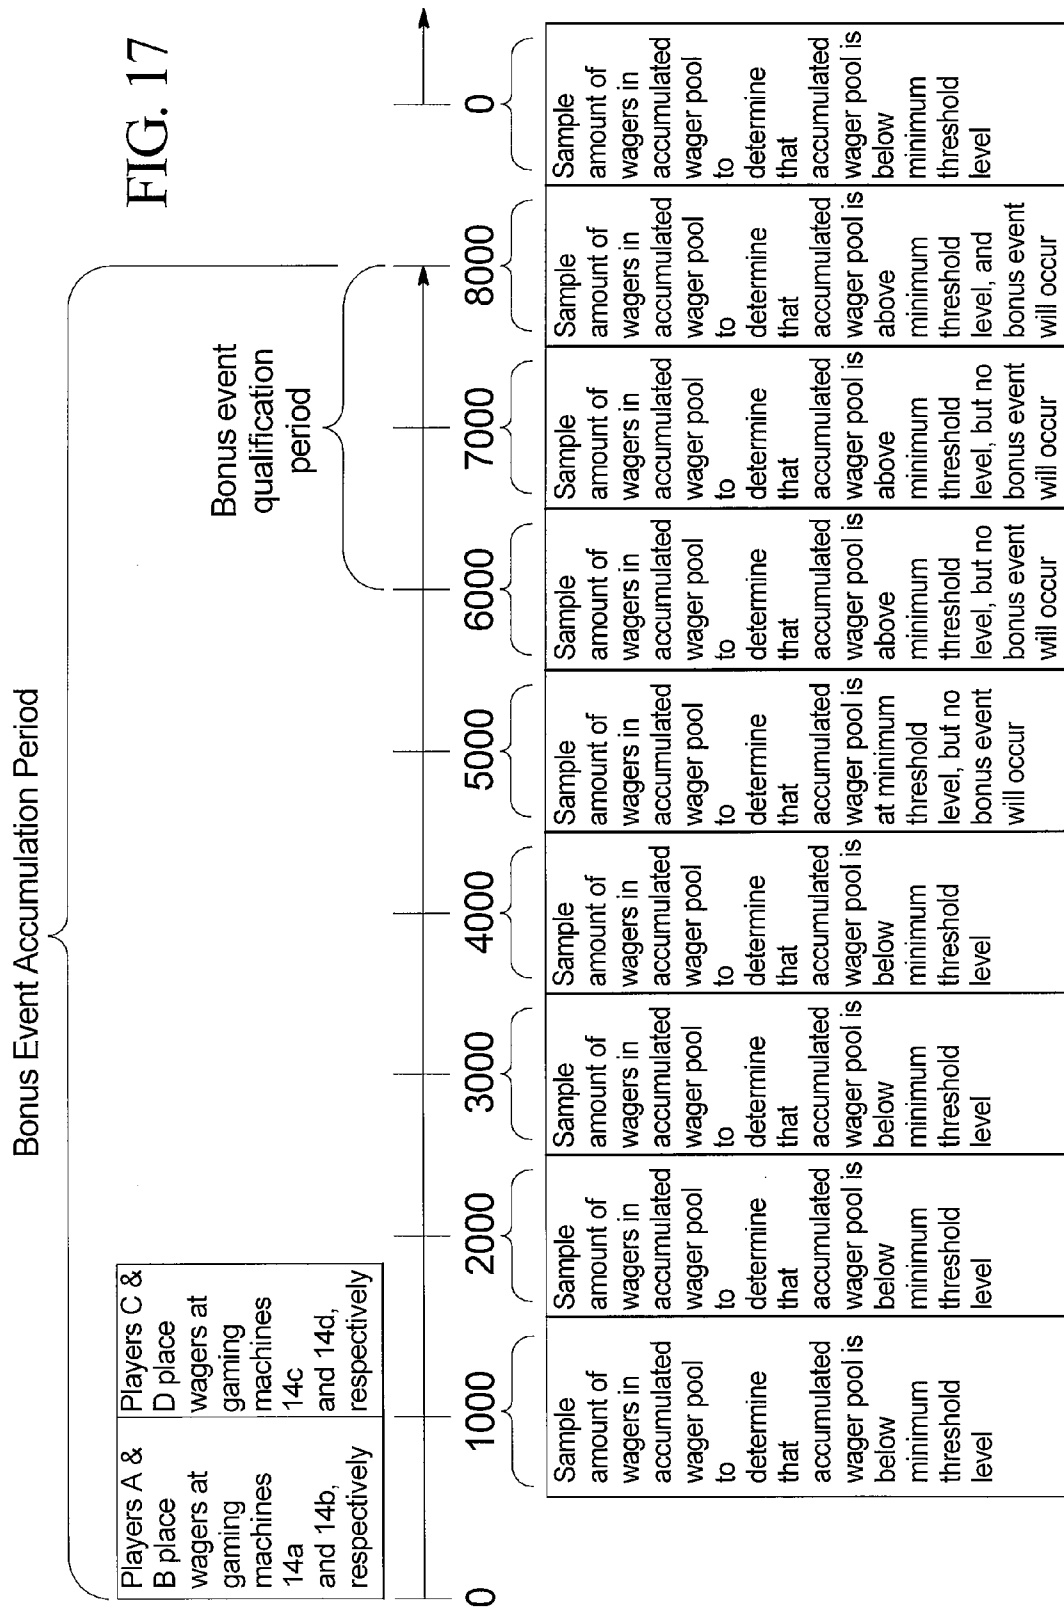 FIG. 17
Bonus Event Accumulation Period
Bonus event
qualification
period
Players A &
B place
wagers at
gaming
machines
14a
and 14b,
respectively
Players C &
D place
wagers at
gaming
machines
14c
and 14d,
respectively
0
1000
2000
3000
4000
5000
6000
7000
8000
0
Sample
amount of
wagers in
accumulated
wager pool
to
determine
that
accumulated
wager pool is
below
minimum
threshold
level
Sample
amount of
wagers in
accumulated
wager pool
to
determine
that
accumulated
wager pool is
below
minimum
threshold
level
Sample
amount of
wagers in
accumulated
wager pool
to
determine
that
accumulated
wager pool is
below
minimum
threshold
level
Sample
amount of
wagers in
accumulated
wager pool
to
determine
that
accumulated
wager pool is
below
minimum
threshold
level
Sample
amount of
wagers in
accumulated
wager pool
to
determine
that
accumulated
wager pool is
at minimum
threshold
level, but no
bonus event
will occur
Sample
amount of
wagers in
accumulated
wager pool
to
determine
that
accumulated
wager pool is
above
minimum
threshold
level, but no
bonus event
will occur
Sample
amount of
wagers in
accumulated
wager pool
to
determine
that
accumulated
wager pool is
above
minimum
threshold
level, but no
bonus event
will occur
Sample
amount of
wagers in
accumulated
wager pool
to
determine
that
accumulated
wager pool is
above
minimum
threshold
level, and
bonus event
will occur
Sample
amount of
wagers in
accumulated
wager pool
to
determine
that
accumulated
wager pool is
below
minimum
threshold
level